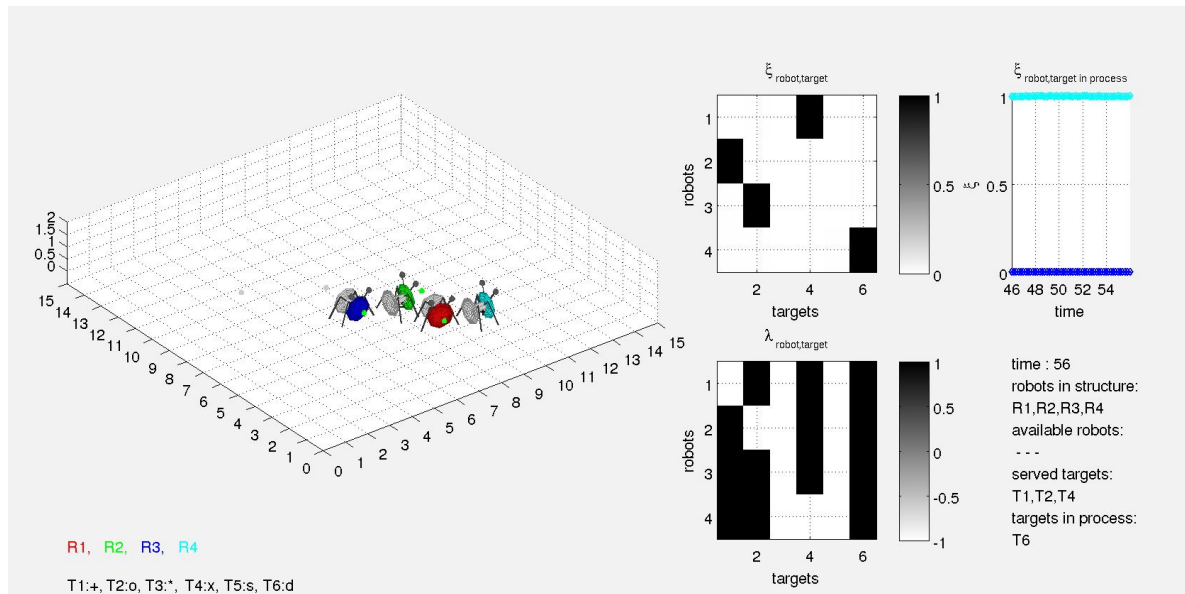 2
1.5
1
0.5
0
15
14
13
12
11
10
9
8
7
6
5
4
3
2
1
0
0
1
2
3
4
5
6
7
8
9
10
11
12
13
14
15
R1, R2, R3, R4
T1:+, T2:o, T3:*, T4:x, T5:s, T6:d
ξ robot,target
robots
1
2
3
4
2 4 6
targets
1
0.5
0
ξ robot,target in process
ξ
1
0.5
0
46 48 50 52 54
time
λ robot,target
robots
1
2
3
4
2 4 6
targets
1
0.5
0
-0.5
-1
time : 56
robots in structure:
R1,R2,R3,R4
available robots:
- - -
served targets:
T1,T2,T4
targets in process:
T6